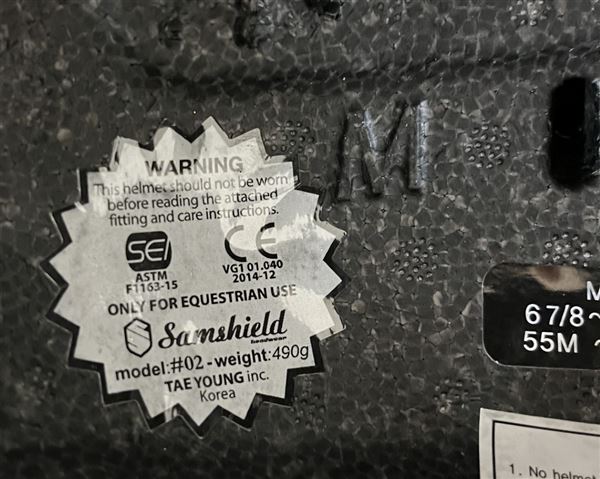 WARNING
This helmet should not be worn
before reading the attached
fitting and care instructions.
SEI
ASTM
F1163-15
CE
VG1 01.040
2014-12
ONLY FOR EQUESTRIAN USE
Samshield
headwear
model:#02 - weight:490g
TAE YOUNG inc.
Korea
M
M
6 7/8~
55M ~
1. No helmet